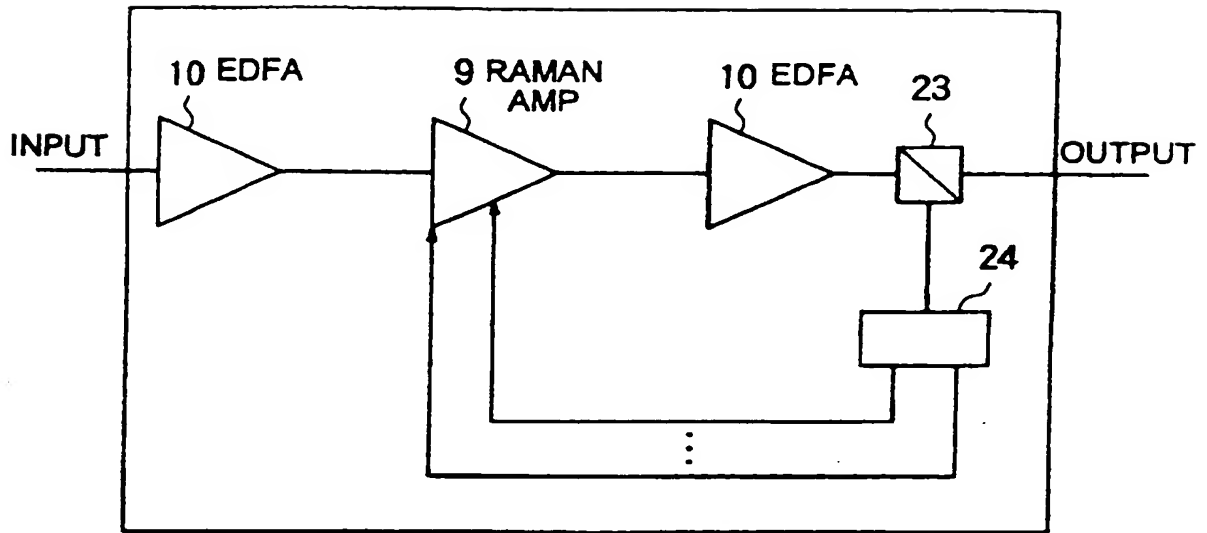 10 EDFA
9 RAMAN
AMP
10 EDFA
23
INPUT
OUTPUT
24